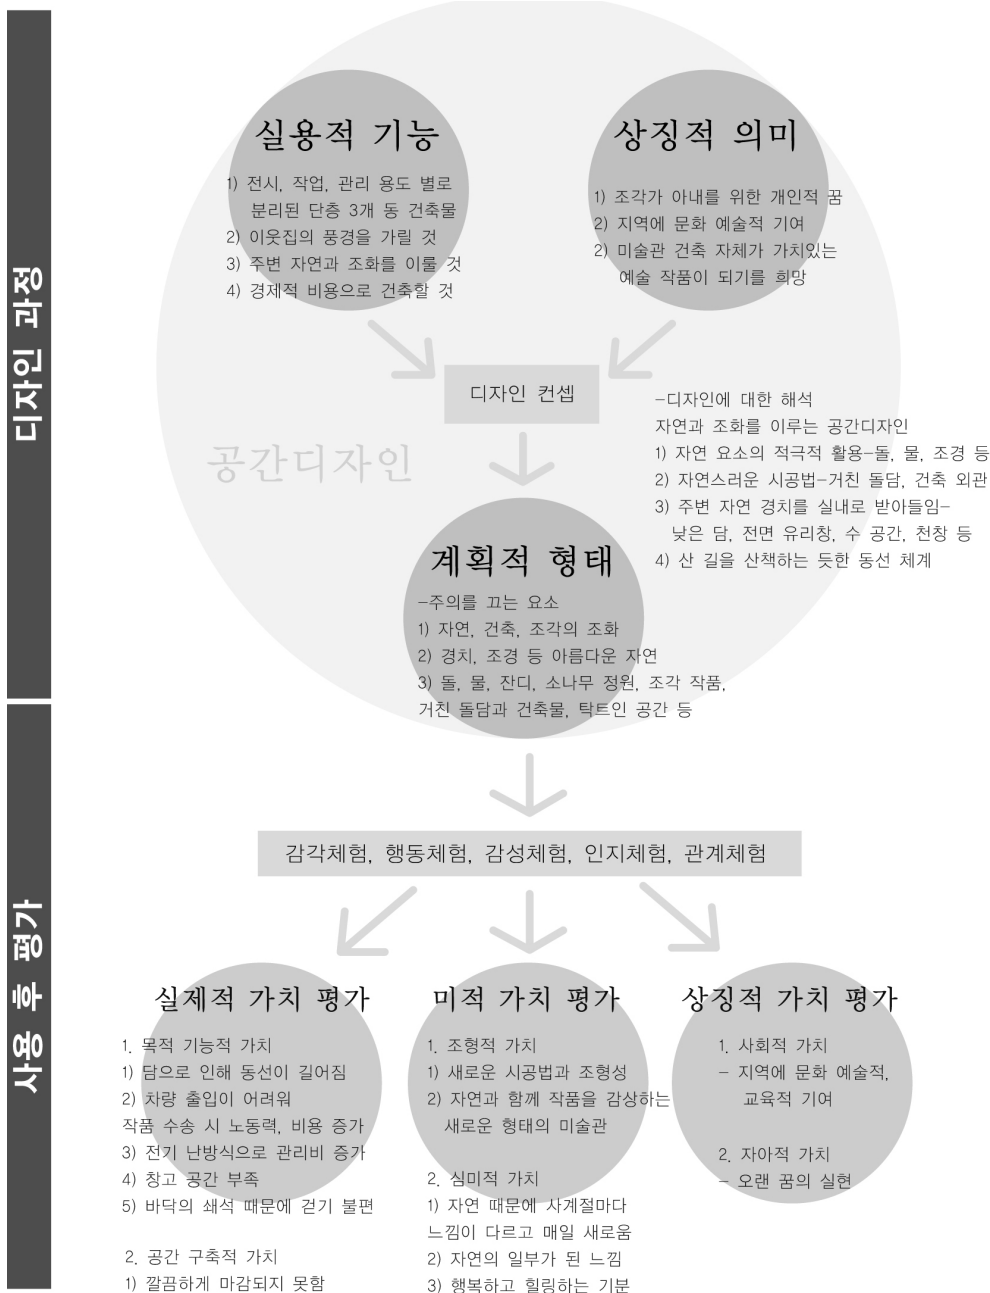 디자인 과정
실용적 기능
1) 전시, 작업, 관리 용도 별로
분리된 단층 3개 동 건축물
2) 이웃집의 풍경을 가릴 것
3) 주변 자연과 조화를 이룰 것
4) 경제적 비용으로 건축할 것
상징적 의미
1) 조각가 아내를 위한 개인적 꿈
2) 지역에 문화 예술적 기여
2) 미술관 건축 자체가 가치있는
예술 작품이 되기를 희망
디자인 컨셉
공간디자인
-디자인에 대한 해석
자연과 조화를 이루는 공간디자인
1) 자연 요소의 적극적 활용-돌, 물, 조경 등
2) 자연스러운 시공법-거친 돌담, 건축 외관
3) 주변 자연 경치를 실내로 받아들임-
낮은 담, 전면 유리창, 수 공간, 천창 등
4) 산 길을 산책하는 듯한 동선 체계
계획적 형태
-주의를 끄는 요소
1) 자연, 건축, 조각의 조화
2) 경치, 조경 등 아름다운 자연
3) 돌, 물, 잔디, 소나무 정원, 조각 작품,
거친 돌담과 건축물, 탁트인 공간 등
사용 후 평가
감각체험, 행동체험, 감성체험, 인지체험, 관계체험
실제적 가치 평가
1. 목적 기능적 가치
1) 담으로 인해 동선이 길어짐
2) 차량 출입이 어려워
작품 수송 시 노동력, 비용 증가
3) 전기 난방식으로 관리비 증가
4) 창고 공간 부족
5) 바닥의 쇄석 때문에 걷기 불편
2. 공간 구축적 가치
1) 깔끔하게 마감되지 못함
미적 가치 평가
1. 조형적 가치
1) 새로운 시공법과 조형성
2) 자연과 함께 작품을 감상하는
새로운 형태의 미술관
2. 심미적 가치
1) 자연 때문에 사계절마다
느낌이 다르고 매일 새로움
2) 자연의 일부가 된 느낌
3) 행복하고 힐링하는 기분
상징적 가치 평가
1. 사회적 가치
- 지역에 문화 예술적,
교육적 기여
2. 자아적 가치
- 오랜 꿈의 실현